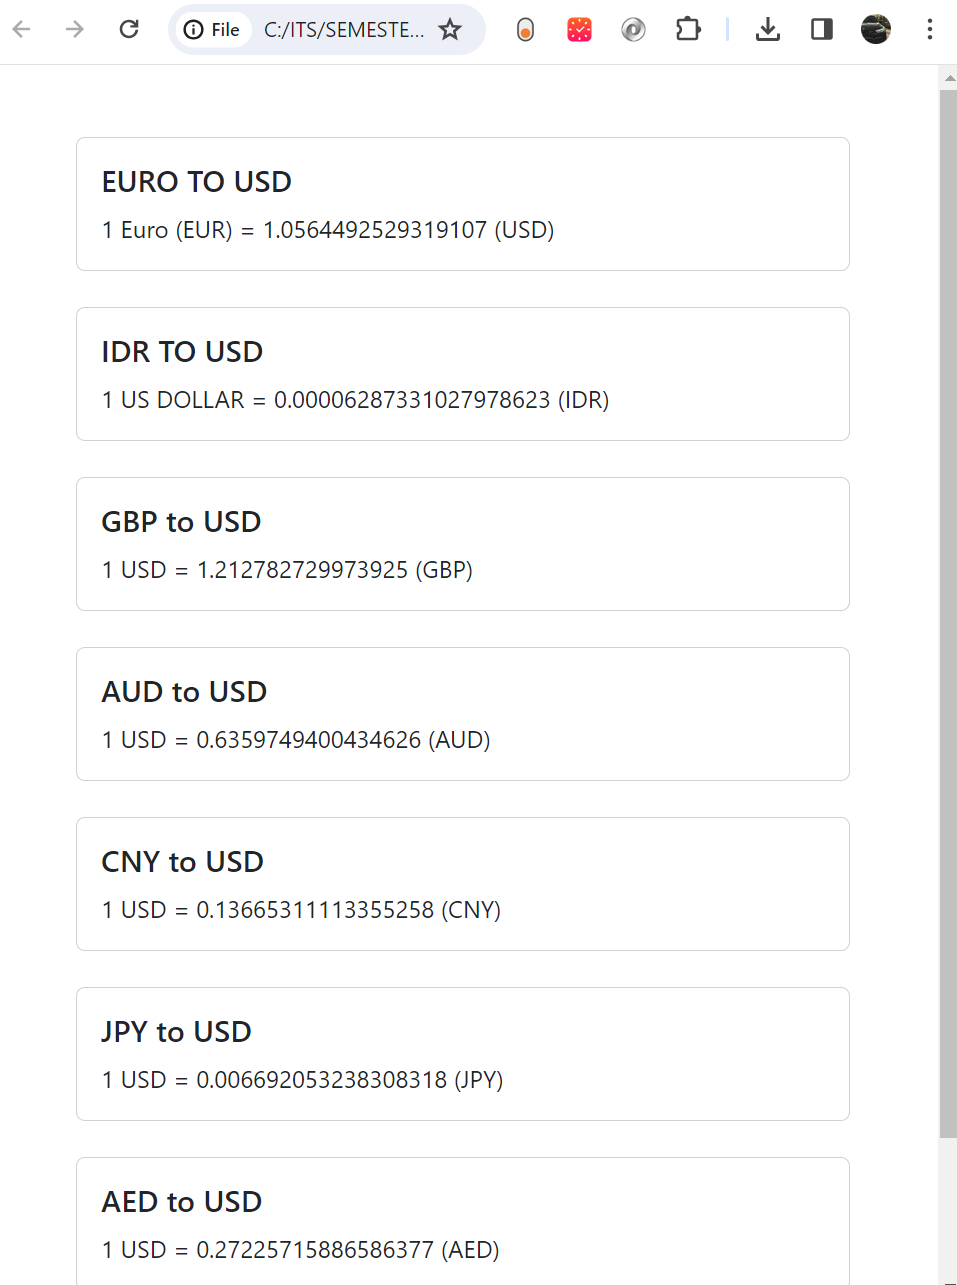 File C:/ITS/SEMESTE...
EURO TO USD
1 Euro (EUR) = 1.0564492529319107 (USD)
IDR TO USD
1 US DOLLAR = 0.00006287331027978623 (IDR)
GBP to USD
1 USD = 1.212782729973925 (GBP)
AUD to USD
1 USD = 0.6359749400434626 (AUD)
CNY to USD
1 USD = 0.13665311113355258 (CNY)
JPY to USD
1 USD = 0.006692053238308318 (JPY)
AED to USD
1 USD = 0.27225715886586377 (AED)